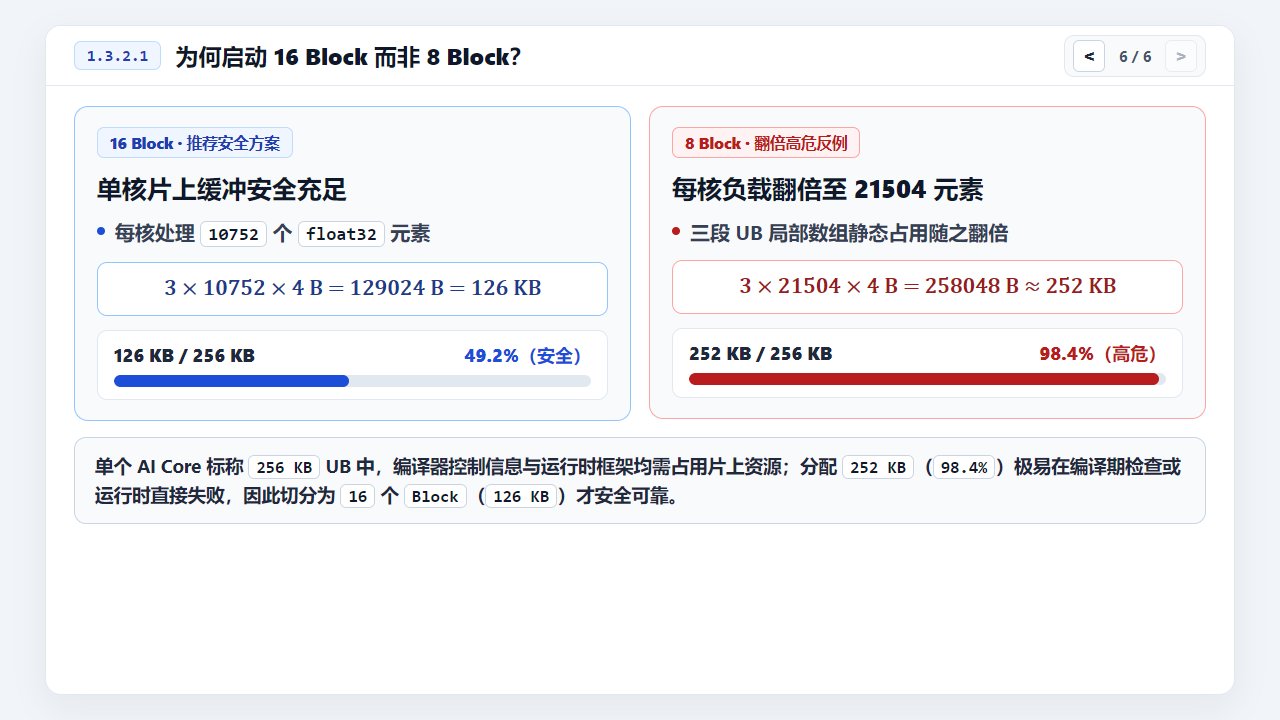 1.3.2.1
为何启动 16 Block 而非 8 Block？
<
6 / 6
>
16 Block · 推荐安全方案
单核片上缓冲安全充足
每核处理 10752 个 float32 元素
3 × 10752 × 4 B = 129024 B = 126 KB
126 KB / 256 KB
49.2%（安全）
8 Block · 翻倍高危反例
每核负载翻倍至 21504 元素
三段 UB 局部数组静态占用随之翻倍
3 × 21504 × 4 B = 258048 B ≈ 252 KB
252 KB / 256 KB
98.4%（高危）
单个 AI Core 标称 256 KB UB 中，编译器控制信息与运行时框架均需占用片上资源；分配 252 KB （98.4%）极易在编译期检查或
运行时直接失败，因此切分为 16 个 Block （126 KB）才安全可靠。